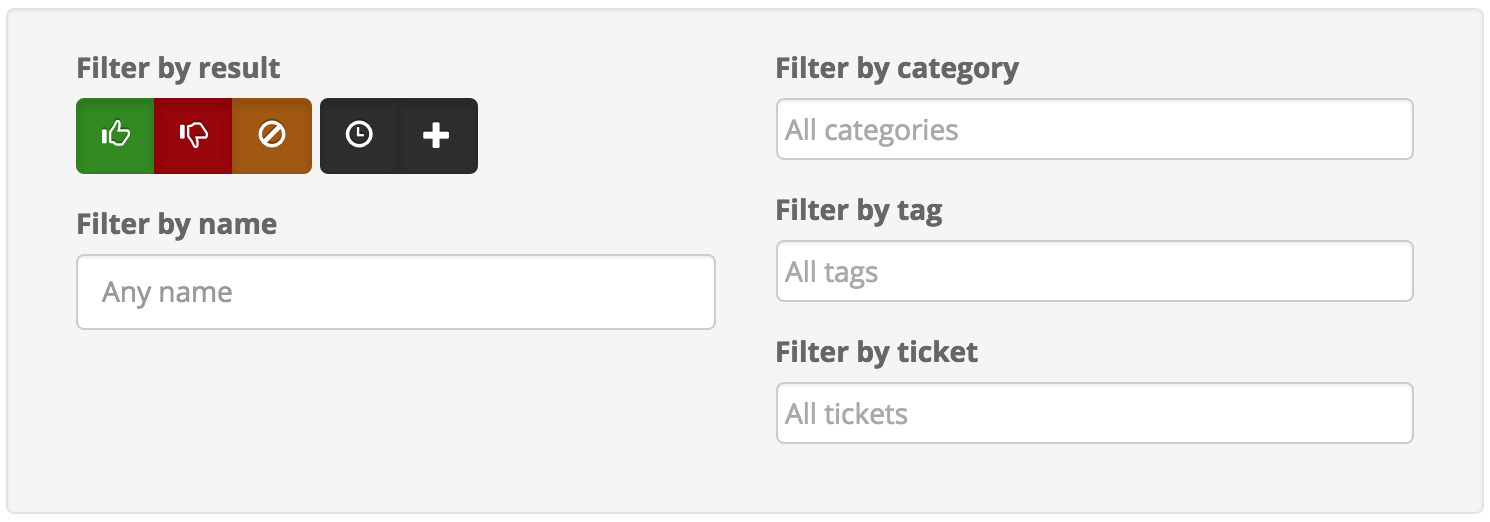 Filter by result
Filter by name
Any name
Filter by category
All categories
Filter by tag
All tags
Filter by ticket
All tickets